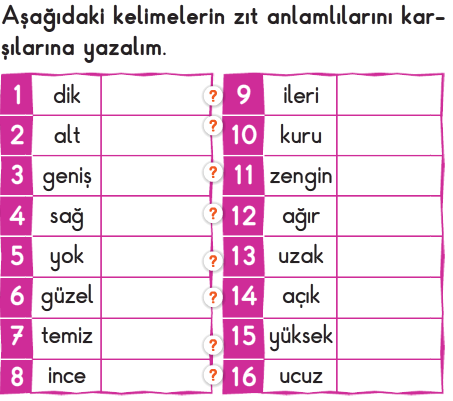 Aşağıdaki kelimelerin zıt anlamlılarını kar-
şılarına yazalım.
1 dik ? 9 ileri
2 alt ? 10 kuru
3 geniş ? 11 zengin
4 sağ ? 12 ağır
5 yok ? 13 uzak
6 güzel ? 14 açık
7 temiz ? 15 yüksek
8 ince ? 16 ucuz